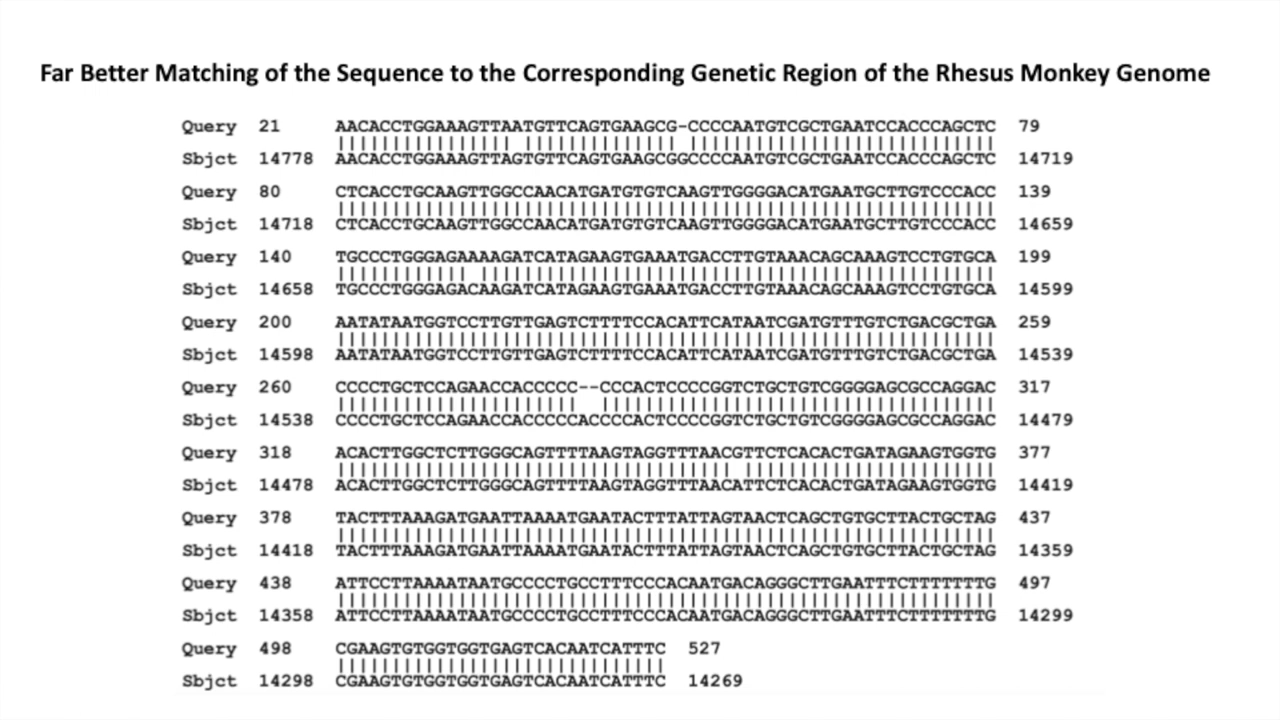 Far Better Matching of the Sequence to the Corresponding Genetic Region of the Rhesus Monkey Genome
Query 21 AACACCTGGAAAGTTAATGTTCAGTGAAGCG-CCCCAATGTCGCTGAATCCACCCAGCTC 79
Sbjct 14778 AACACCTGGAAAGTTAGTGTTCAGTGAAGCGGCCCCAATGTCGCTGAATCCACCCAGCTC 14719
Query 80 CTCACCTGCAAGTTGGCCAACATGATGTGTCAAGTTGGGGACATGAATGCTTGTCCCACC 139
Sbjct 14718 CTCACCTGCAAGTTGGCCAACATGATGTGTCAAGTTGGGGACATGAATGCTTGTCCCACC 14659
Query 140 TGCCCTGGGAGAAAAGATCATAGAAGTGAAATGACCTTGTAAACAGCAAAGTCCTGTGCA 199
Sbjct 14658 TGCCCTGGGAGACAAGATCATAGAAGTGAAATGACCTTGTAAACAGCAAAGTCCTGTGCA 14599
Query 200 AATATAATGGTCCTTGTTGAGTCTTTTCCACATTCATAATCGATGTTTGTCTGACGCTGA 259
Sbjct 14598 AATATAATGGTCCTTGTTGAGTCTTTTCCACATTCATAATCGATGTTTGTCTGACGCTGA 14539
Query 260 CCCCTGCTCCAGAACCACCCCC--CCCACTCCCCGGTCTGCTGTCGGGGAGCGCCAGGAC 317
Sbjct 14538 CCCCTGCTCCAGAACCACCCCCACCCCACTCCCCGGTCTGCTGTCGGGGAGCGCCAGGAC 14479
Query 318 ACACTTGGCTCTTGGGCAGTTTTAAGTAGGTTTAACGTTCTCACACTGATAGAAGTGGTG 377
Sbjct 14478 ACACTTGGCTCTTGGGCAGTTTTAAGTAGGTTTAACATTCTCACACTGATAGAAGTGGTG 14419
Query 378 TACTTTAAAGATGAATTAAAATGAATACTTTATTAGTAACTCAGCTGTGCTTACTGCTAG 437
Sbjct 14418 TACTTTAAAGATGAATTAAAATGAATACTTTATTAGTAACTCAGCTGTGCTTACTGCTAG 14359
Query 438 ATTCCTTAAAATAATGCCCCTGCCTTTCCCACAATGACAGGGCTTGAATTTCTTTTTTTG 497
Sbjct 14358 ATTCCTTAAAATAATGCCCCTGCCTTTCCCACAATGACAGGGCTTGAATTTCTTTTTTTG 14299
Query 498 CGAAGTGTGGTGGTGAGTCACAATCATTTC 527
Sbjct 14298 CGAAGTGTGGTGGTGAGTCACAATCATTTC 14269